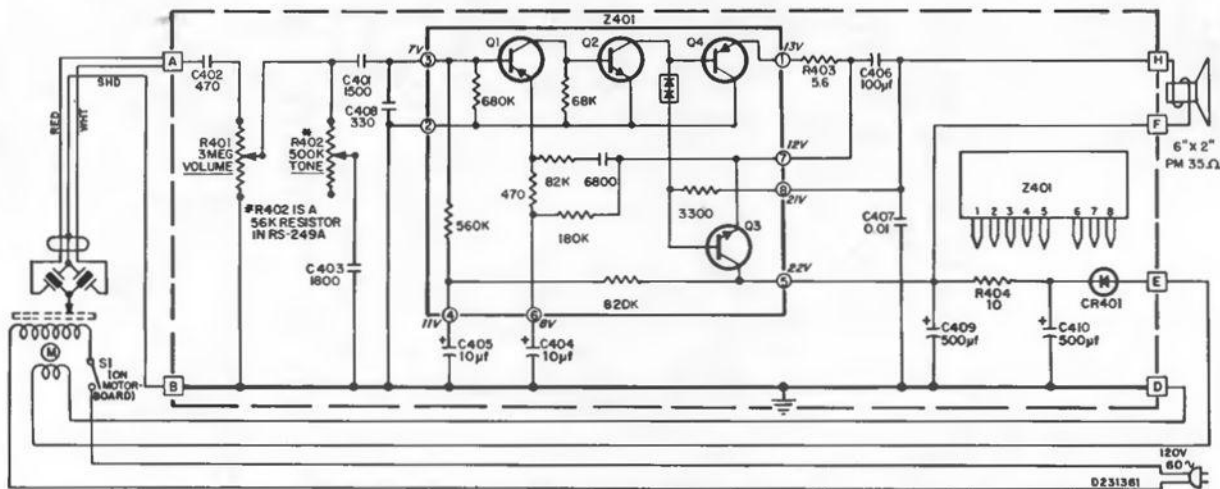 Z401
Q1
Q2
Q4
7V
3
13V
1
A
C402
470
SHD
RED
WHT
C401
1500
C408
330
680K
68K
R403
5.6
C406
100µf
H
2
R401
3MEG
VOLUME
*
R402
500K
TONE
12V
7
F
6"x 2"
PM 35Ω
82K
6800
8
21V
470
3300
Z401
1 2 3 4 5 6 7 8
*R402 IS A
56K RESISTOR
IN RS-249A
560K
180K
Q3
C407
0.01
C403
1800
820K
22V
5
R404
10
CR401
E
11V
4
6
8V
+
C405
10µf
+
C404
10µf
+
C409
500µf
+
C410
500µf
M
S1
(ON
MOTOR-
BOARD)
B
D
120V
60~
D231361